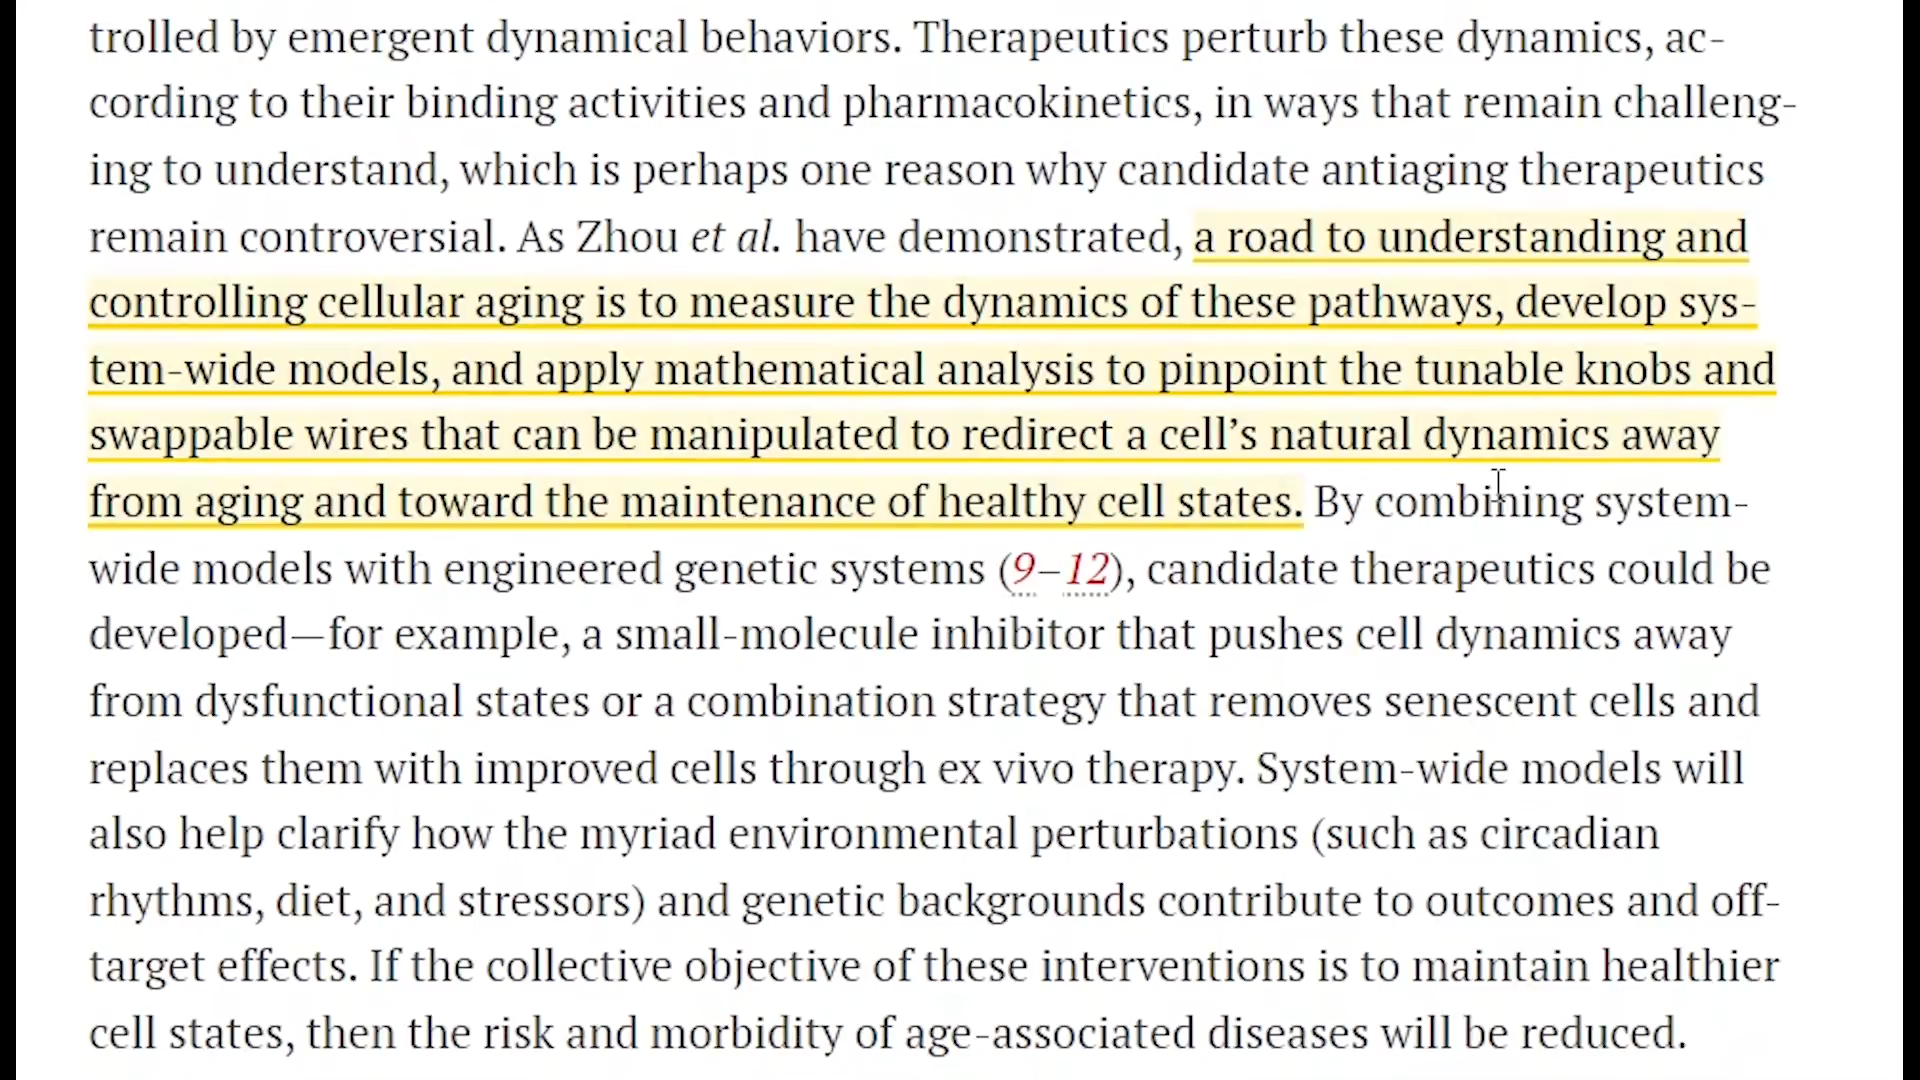 trolled by emergent dynamical behaviors. Therapeutics perturb these dynamics, ac-
cording to their binding activities and pharmacokinetics, in ways that remain challeng-
ing to understand, which is perhaps one reason why candidate antiaging therapeutics
remain controversial. As Zhou et al. have demonstrated, a road to understanding and
controlling cellular aging is to measure the dynamics of these pathways, develop sys-
tem-wide models, and apply mathematical analysis to pinpoint the tunable knobs and
swappable wires that can be manipulated to redirect a cell’s natural dynamics away
from aging and toward the maintenance of healthy cell states. By combining system-
wide models with engineered genetic systems (9–12), candidate therapeutics could be
developed—for example, a small-molecule inhibitor that pushes cell dynamics away
from dysfunctional states or a combination strategy that removes senescent cells and
replaces them with improved cells through ex vivo therapy. System-wide models will
also help clarify how the myriad environmental perturbations (such as circadian
rhythms, diet, and stressors) and genetic backgrounds contribute to outcomes and off-
target effects. If the collective objective of these interventions is to maintain healthier
cell states, then the risk and morbidity of age-associated diseases will be reduced.